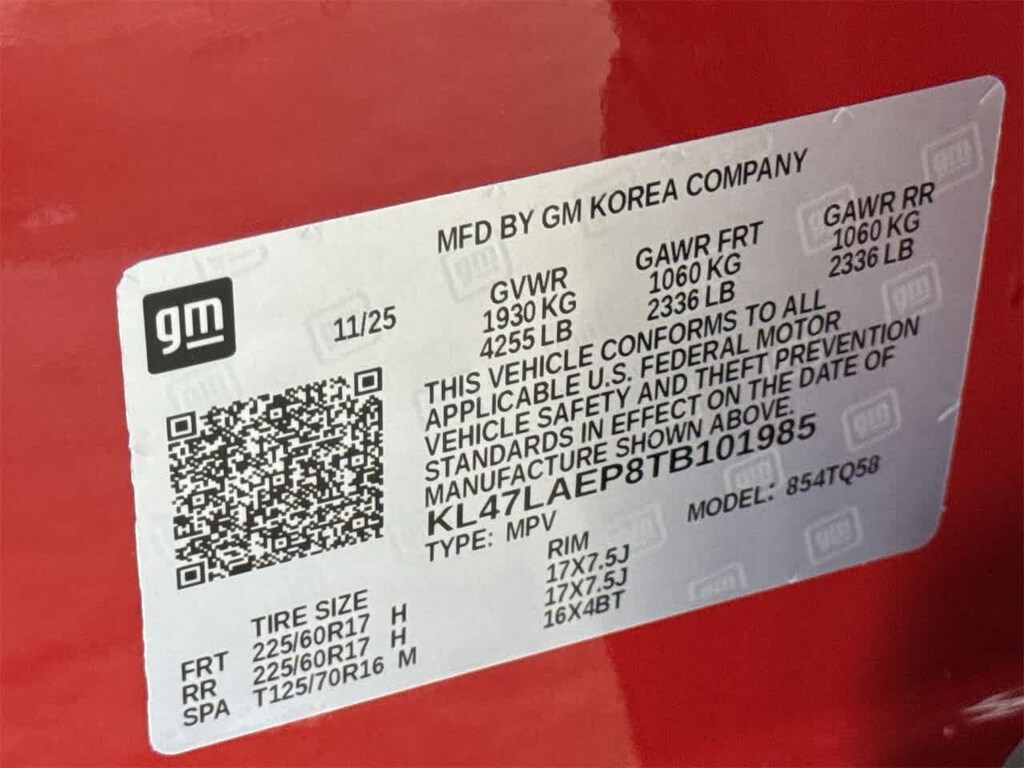 MFD BY GM KOREA COMPANY
gm
11/25
GVWR
1930 KG
4255 LB
GAWR FRT
1060 KG
2336 LB
GAWR RR
1060 KG
2336 LB
THIS VEHICLE CONFORMS TO ALL
APPLICABLE U.S. FEDERAL MOTOR
VEHICLE SAFETY AND THEFT PREVENTION
STANDARDS IN EFFECT ON THE DATE OF
MANUFACTURE SHOWN ABOVE.
KL47LAEP8TB101985
TYPE: MPV
MODEL: 854TQ58
TIRE SIZE RIM
FRT 225/60R17 H 17X7.5J
RR 225/60R17 H 17X7.5J
SPA T125/70R16 M 16X4BT